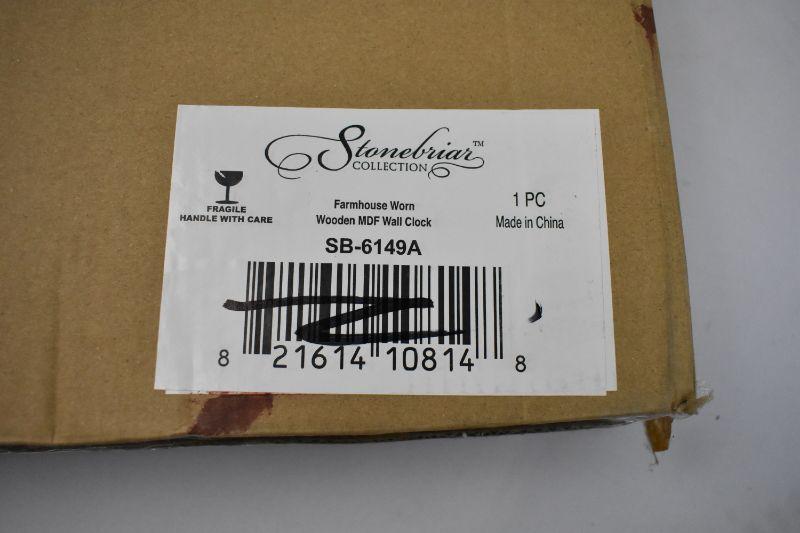 Stonebriar™
COLLECTION
FRAGILE
HANDLE WITH CARE
Farmhouse Worn
Wooden MDF Wall Clock
1 PC
Made in China
SB-6149A
8 21614 10814 8